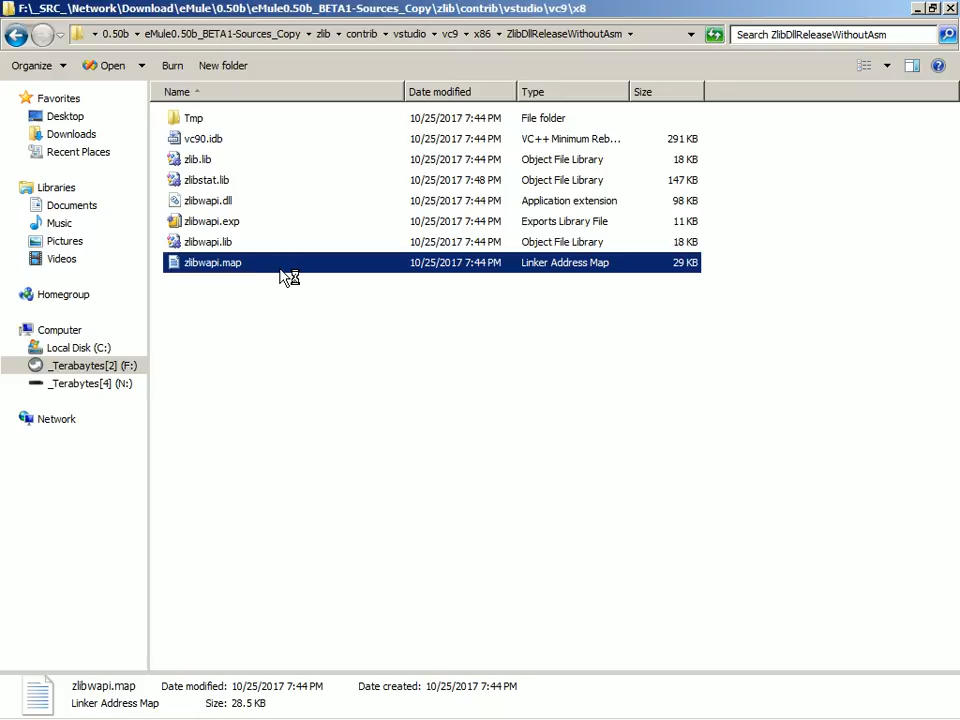 F:\_SRC_\Network\Download\eMule\0.50b\eMule0.50b_BETA1-Sources_Copy\zlib\contrib\vstudio\vc9\x8
0.50b eMule0.50b_BETA1-Sources_Copy zlib contrib vstudio vc9 x86 ZlibDllReleaseWithoutAsm Search ZlibDllReleaseWithoutAsm
Organize Open Burn New folder
Name Date modified Type Size
Favorites
Desktop
Downloads
Recent Places
Libraries
Documents
Music
Pictures
Videos
Homegroup
Computer
Local Disk (C:)
_Terabaytes[2] (F:)
_Terabytes[4] (N:)
Network
Tmp 10/25/2017 7:44 PM File folder
vc90.idb 10/25/2017 7:44 PM VC++ Minimum Reb... 291 KB
zlib.lib 10/25/2017 7:44 PM Object File Library 18 KB
zlibstat.lib 10/25/2017 7:48 PM Object File Library 147 KB
zlibwapi.dll 10/25/2017 7:44 PM Application extension 98 KB
zlibwapi.exp 10/25/2017 7:44 PM Exports Library File 11 KB
zlibwapi.lib 10/25/2017 7:44 PM Object File Library 18 KB
zlibwapi.map 10/25/2017 7:44 PM Linker Address Map 29 KB
zlibwapi.map Date modified: 10/25/2017 7:44 PM Date created: 10/25/2017 7:44 PM
Linker Address Map Size: 28.5 KB